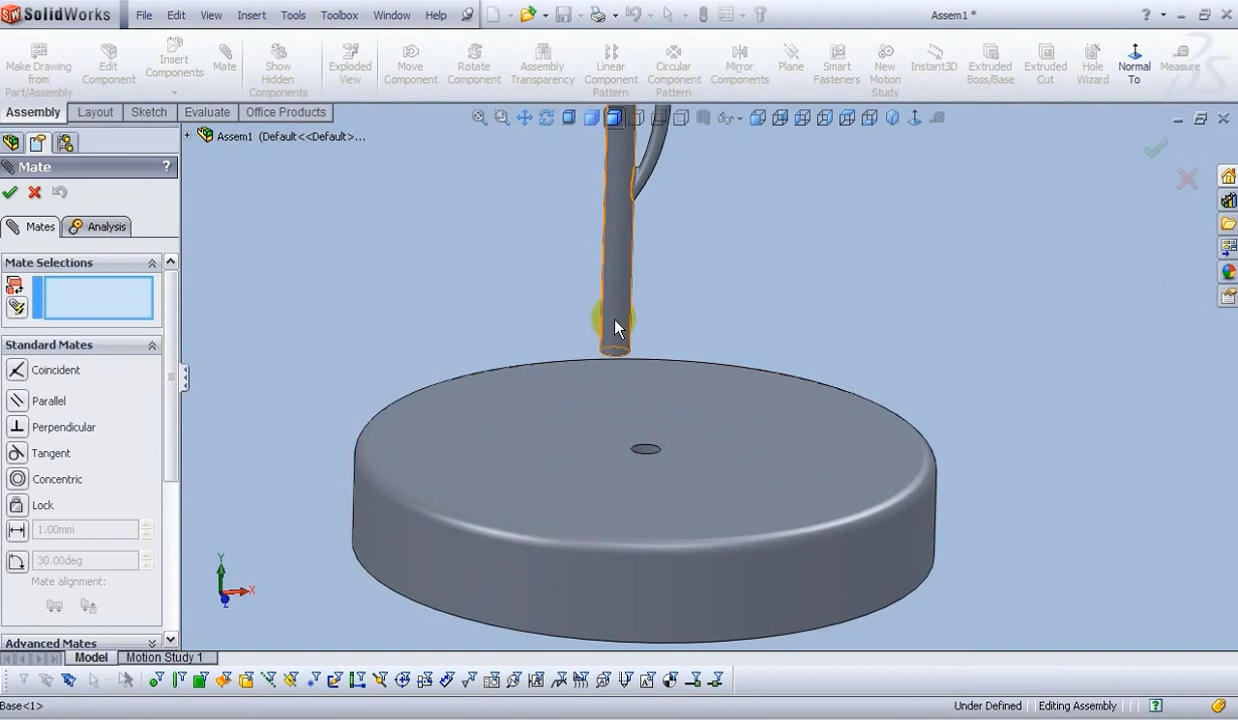 SolidWorks
File Edit View Insert Tools Toolbox Window Help
Assem1 *
Make Drawing from Part/Assembly
Edit Component
Insert Components
Mate
Show Hidden Components
Exploded View
Move Component
Rotate Component
Assembly Transparency
Linear Component Pattern
Circular Component Pattern
Mirror Components
Plane
Smart Fasteners
New Motion Study
Instant3D
Extruded Boss/Base
Extruded Cut
Hole Wizard
Normal To
Measure
Assembly Layout Sketch Evaluate Office Products
Assem1 (Default<<Default>...
Mate ?
Mates Analysis
Mate Selections
Standard Mates
Coincident
Parallel
Perpendicular
Tangent
Concentric
Lock
1.00mm
30.00deg
Mate alignment:
Advanced Mates
Y
X
Z
Model Motion Study 1
Base<1>
Under Defined Editing Assembly